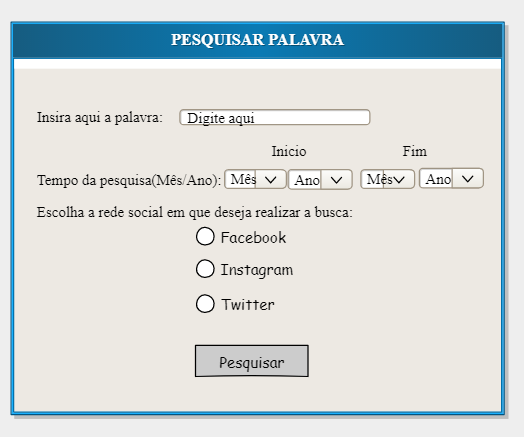 PESQUISAR PALAVRA
Insira aqui a palavra: Digite aqui
Inicio Fim
Tempo da pesquisa(Mês/Ano): Mês Ano Mês Ano
Escolha a rede social em que deseja realizar a busca:
Facebook
Instagram
Twitter
Pesquisar